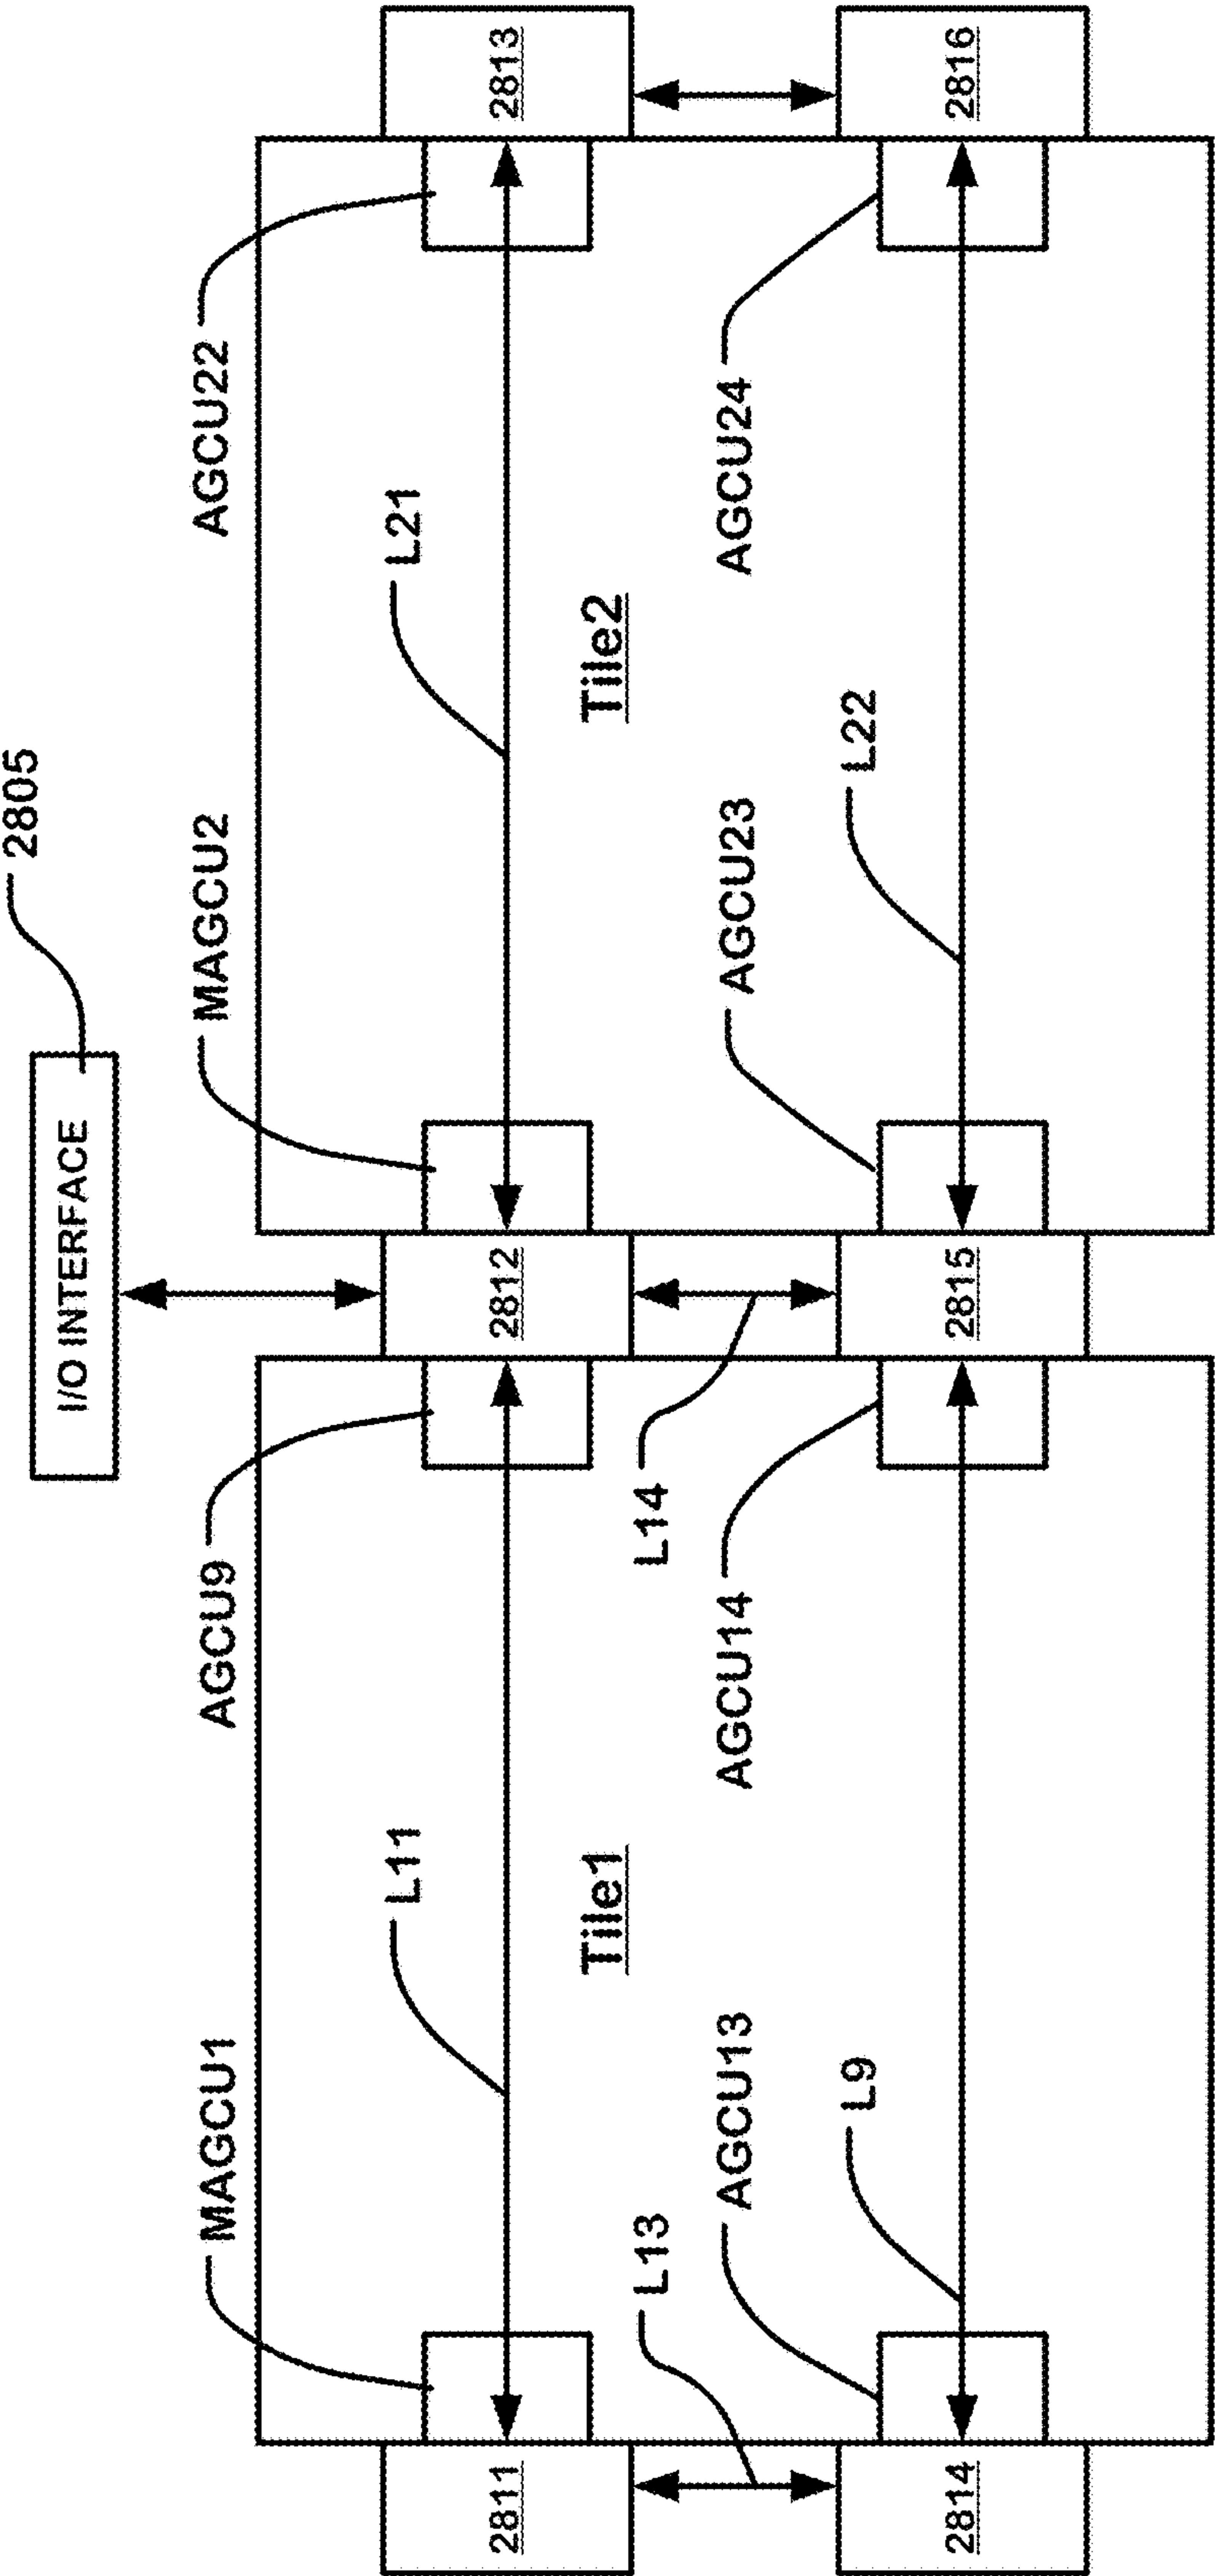 2805
I/O INTERFACE
MAGCU1
AGCU9
MAGCU2
AGCU22
L11
L21
2811
2812
2813
Tile1
Tile2
L13
L14
AGCU13
AGCU14
AGCU23
AGCU24
L9
L22
2814
2815
2816